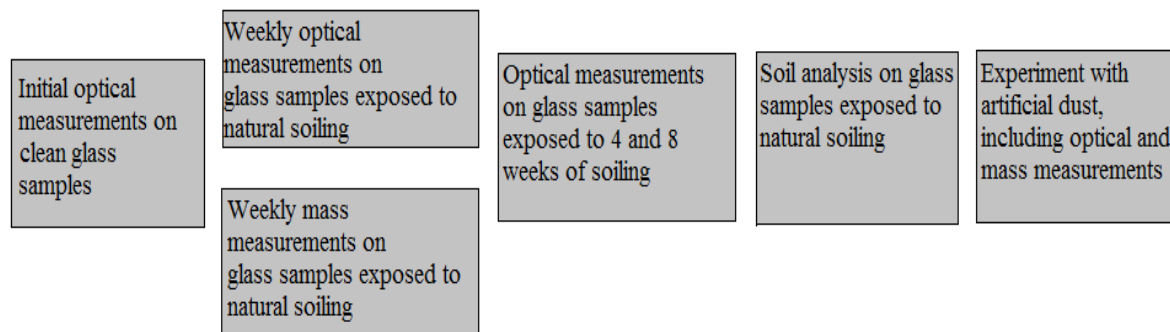 Initial optical
measurements on
clean glass
samples
Weekly optical
measurements on
glass samples exposed to
natural soiling
Weekly mass
measurements on
glass samples exposed to
natural soiling
Optical measurements
on glass samples
exposed to 4 and 8
weeks of soiling
Soil analysis on glass
samples exposed to
natural soiling
Experiment with
artificial dust,
including optical and
mass measurements